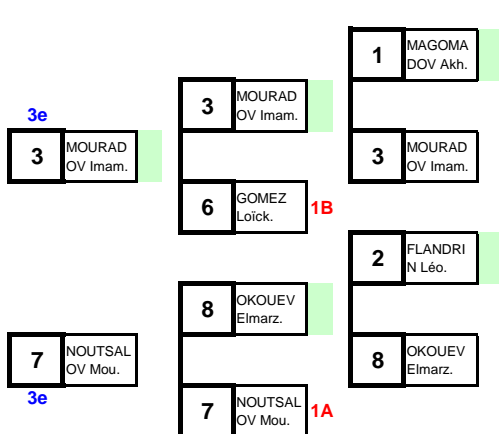 1
MAGOMA
DOV Akh.
3
MOURAD
OV Imam.
3e
3
MOURAD
OV Imam.
3
MOURAD
OV Imam.
6
GOMEZ
Loïck.
1B
2
FLANDRI
N Léo.
8
OKOUEV
Elmarz.
7
NOUTSAL
OV Mou.
3e
8
OKOUEV
Elmarz.
7
NOUTSAL
OV Mou.
1A